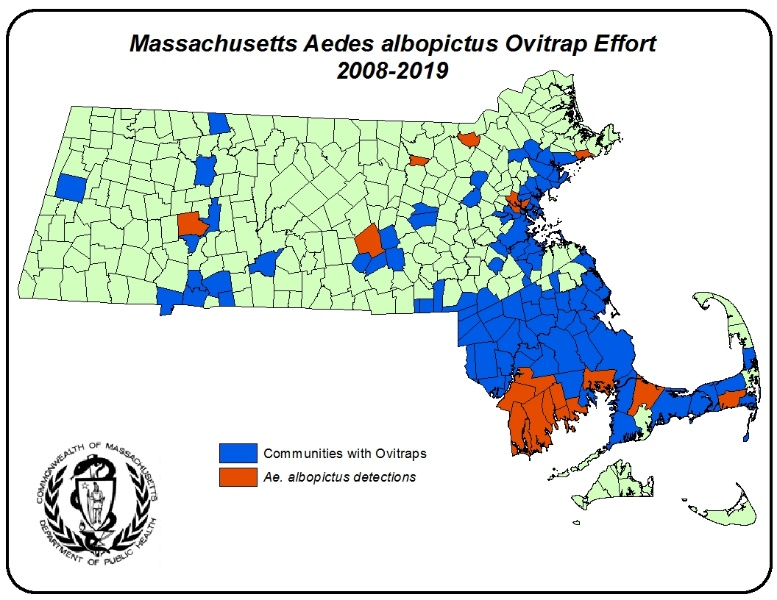 Massachusetts Aedes albopictus Ovitrap Effort
2008-2019
Communities with Ovitraps
Ae. albopictus detections
COMMONWEALTH OF MASSACHUSETTS
DEPARTMENT OF PUBLIC HEALTH